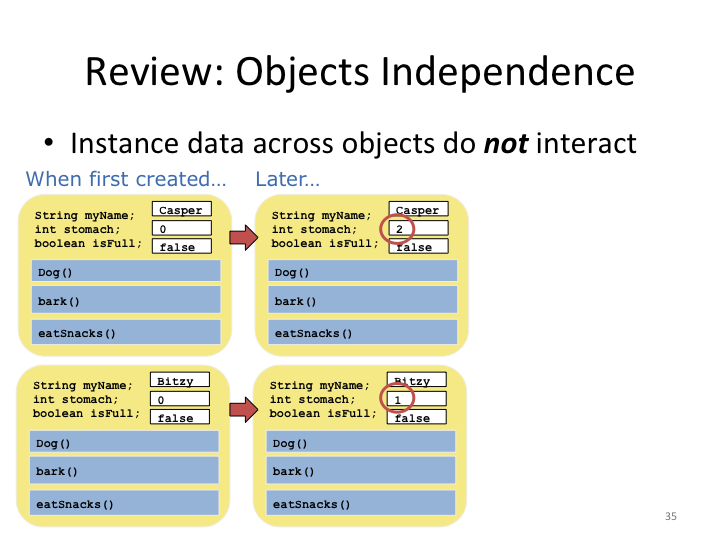 Review: Objects Independence
• Instance data across objects do not interact
When first created…
Later…
String myName; Casper
int stomach; 0
boolean isFull; false
Dog()
bark()
eatSnacks()
String myName; Casper
int stomach; 2
boolean isFull; false
Dog()
bark()
eatSnacks()
String myName; Bitzy
int stomach; 0
boolean isFull; false
Dog()
bark()
eatSnacks()
String myName; Bitzy
int stomach; 1
boolean isFull; false
Dog()
bark()
eatSnacks()
35